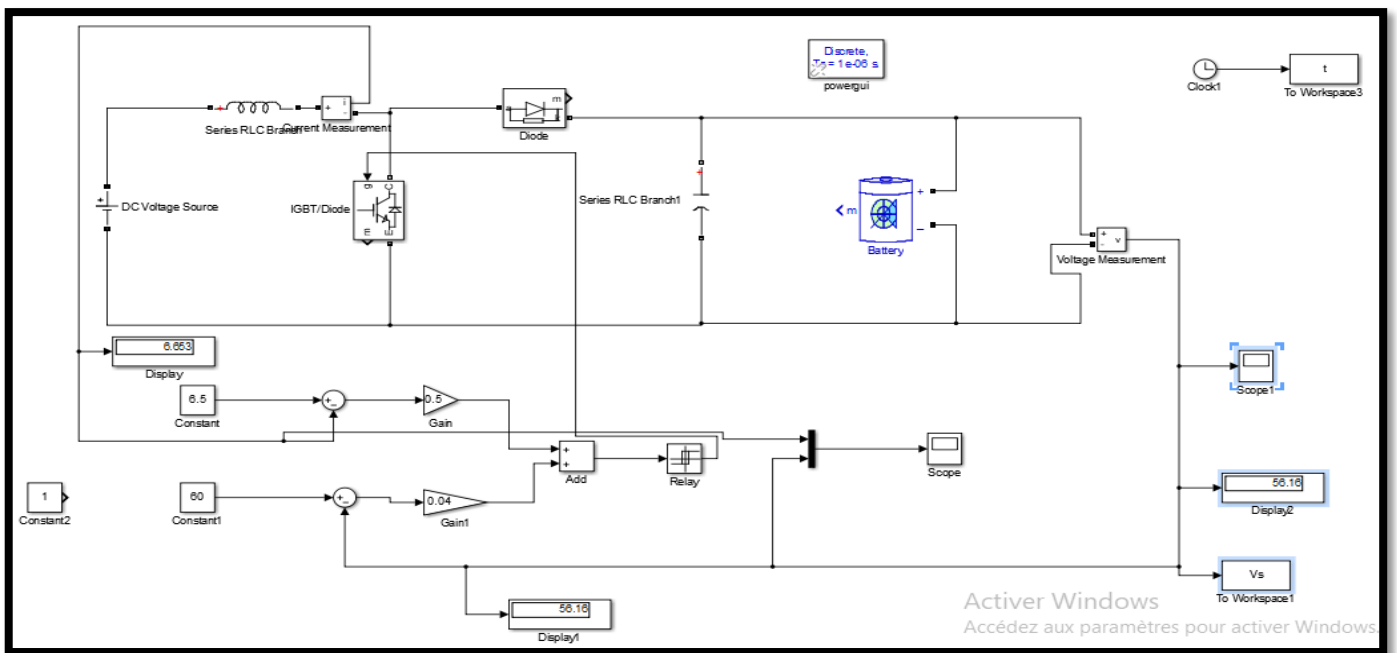 Discrete,
Ts = 1e-06 s
powergui
Clock1
t
To Workspace3
Series RLC Branch
Current Measurement
i
+
-
m
Diode
DC Voltage Source
+
IGBT/Diode
g
C
m
E
Series RLC Branch1
+
m
+
–
Battery
+
-
v
Voltage Measurement
6.653
Display
6.5
Constant
0.5
Gain
+
+
Add
Relay
Scope
Scope1
1
Constant2
60
Constant1
0.04
Gain1
56.16
Display2
56.16
Display1
Vs
To Workspace1
Activer Windows
Accédez aux paramètres pour activer Windows.